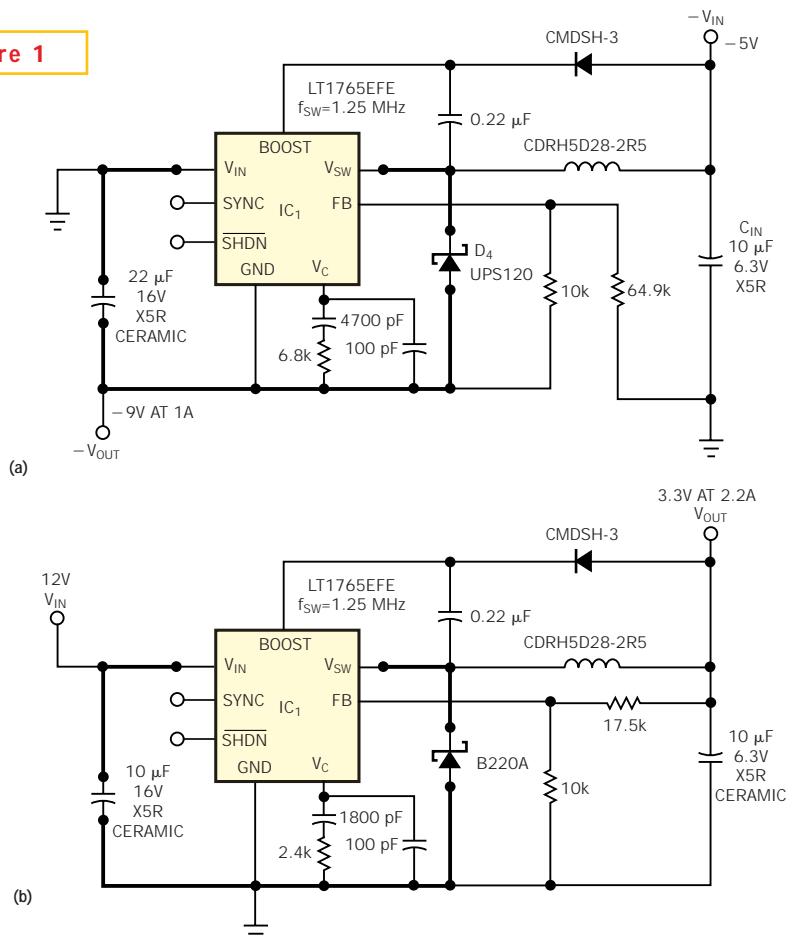 re 1
−VIN
−5V
CMDSH-3
LT1765EFE
fSW=1.25 MHz
0.22 µF
CDRH5D28-2R5
BOOST
VIN
VSW
SYNC
IC1
FB
SHDN
GND
VC
D4
UPS120
10k
64.9k
CIN
10 µF
6.3V
X5R
22 µF
16V
X5R
CERAMIC
4700 pF
6.8k
100 pF
−9V AT 1A
−VOUT
(a)
3.3V AT 2.2A
VOUT
CMDSH-3
12V
VIN
LT1765EFE
fSW=1.25 MHz
0.22 µF
CDRH5D28-2R5
BOOST
VIN
VSW
SYNC
IC1
FB
SHDN
GND
VC
17.5k
B220A
10k
10 µF
6.3V
X5R
CERAMIC
10 µF
16V
X5R
CERAMIC
1800 pF
2.4k
100 pF
(b)